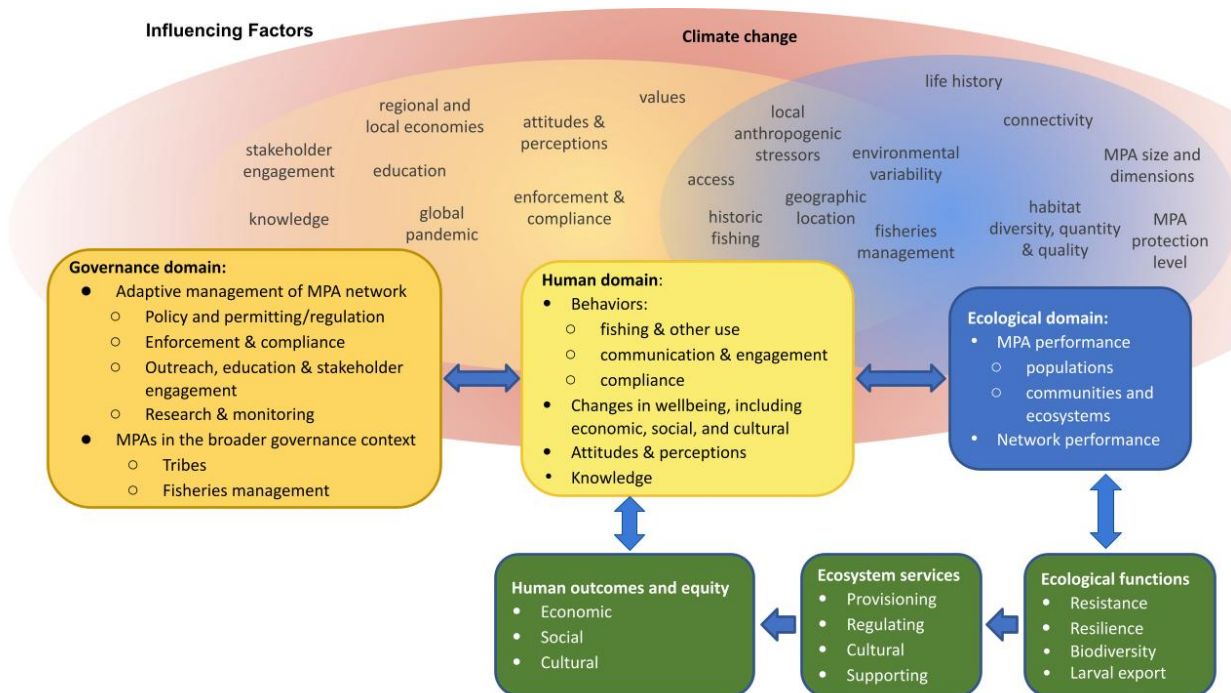 Influencing Factors
Climate change
life history
values
regional and
local economies
attitudes &
perceptions
local
anthropogenic
stressors
connectivity
stakeholder
engagement
education
environmental
variability
MPA size and
dimensions
access
enforcement &
compliance
geographic
location
knowledge
global
pandemic
historic
fishing
fisheries
management
habitat
diversity, quantity
& quality
MPA
protection
level
Governance domain:
● Adaptive management of MPA network
○ Policy and permitting/regulation
○ Enforcement & compliance
○ Outreach, education & stakeholder
engagement
○ Research & monitoring
● MPAs in the broader governance context
○ Tribes
○ Fisheries management
Human domain:
• Behaviors:
○ fishing & other use
○ communication & engagement
○ compliance
• Changes in wellbeing, including
economic, social, and cultural
• Attitudes & perceptions
• Knowledge
Ecological domain:
• MPA performance
○ populations
○ communities and
ecosystems
• Network performance
Human outcomes and equity
• Economic
• Social
• Cultural
Ecosystem services
• Provisioning
• Regulating
• Cultural
• Supporting
Ecological functions
• Resistance
• Resilience
• Biodiversity
• Larval export